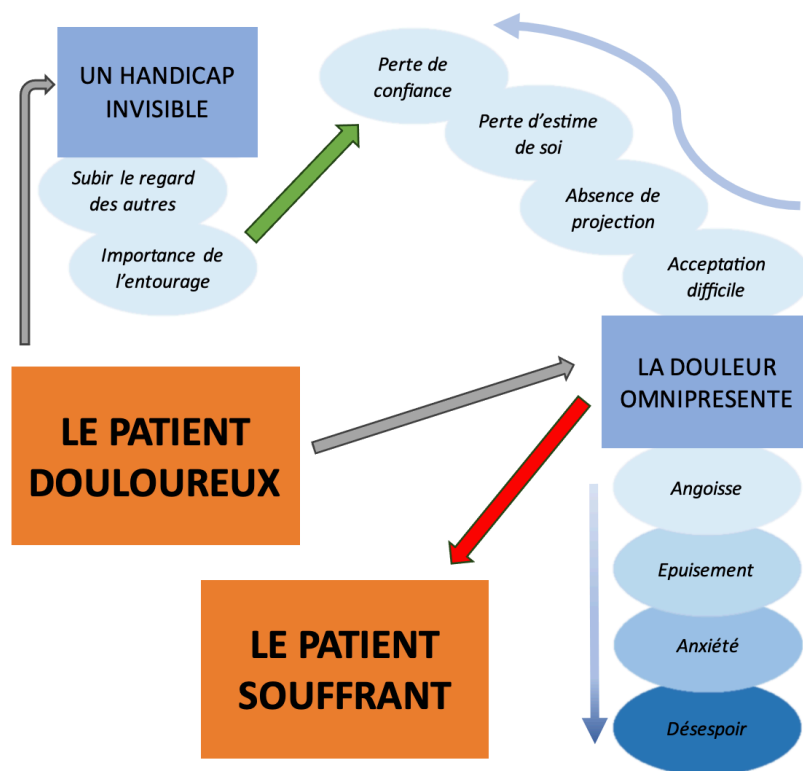 UN HANDICAP
INVISIBLE
Subir le regard
des autres
Importance de
l'entourage
Perte de
confiance
Perte d'estime
de soi
Absence de
projection
Acceptation
difficile
LE PATIENT
DOULOUREUX
LA DOULEUR
OMNIPRESENTE
Angoisse
Epuisement
Anxiété
Désespoir
LE PATIENT
SOUFFRANT